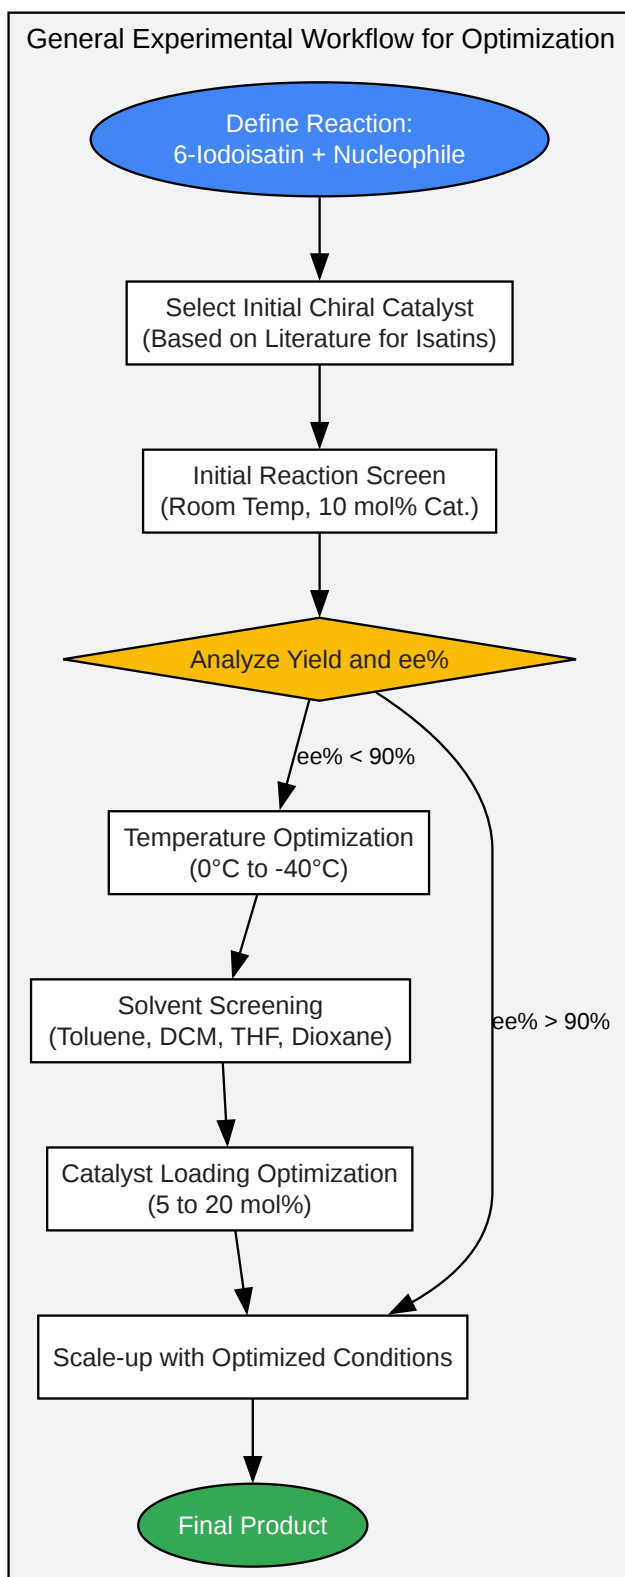 General Experimental Workflow for Optimization
Define Reaction:
6-Iodoisatin + Nucleophile
Select Initial Chiral Catalyst
(Based on Literature for Isatins)
Initial Reaction Screen
(Room Temp, 10 mol% Cat.)
Analyze Yield and ee%
ee% < 90%
Temperature Optimization
(0°C to -40°C)
Solvent Screening
(Toluene, DCM, THF, Dioxane)
ee% > 90%
Catalyst Loading Optimization
(5 to 20 mol%)
Scale-up with Optimized Conditions
Final Product